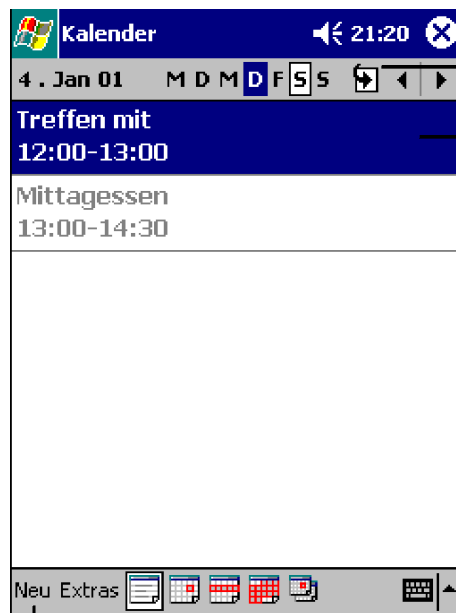 Kalender 21:20
4 . Jan 01 M D M D F S S
Treffen mit
12:00-13:00
Mittagessen
13:00-14:30
Neu Extras